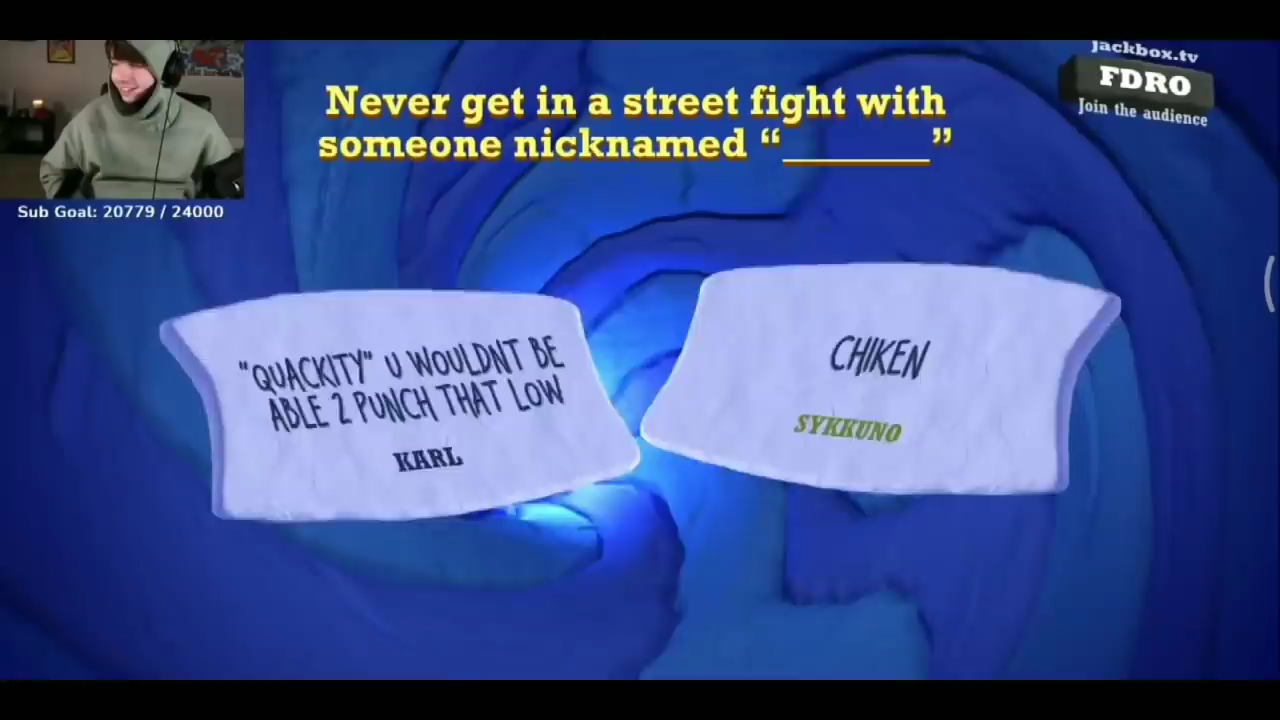 jackbox.tv
FDRO
Join the audience
Never get in a street fight with
someone nicknamed “_______”
Sub Goal: 20779 / 24000
"QUACKITY" U WOULDNT BE
ABLE 2 PUNCH THAT LOW
KARL
CHIKEN
SYKKUNO